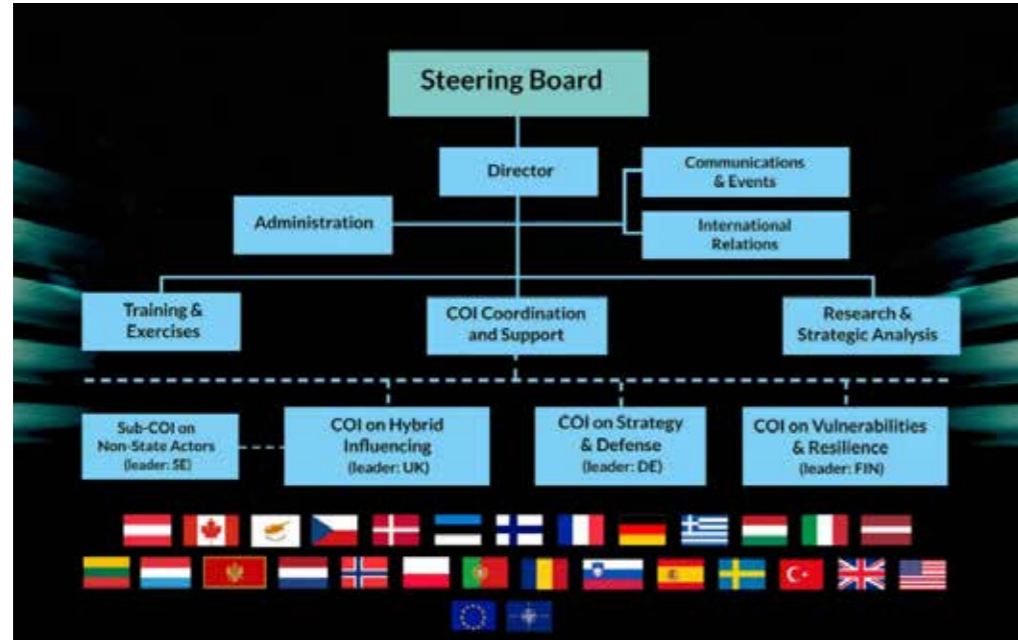 Steering Board
Director
Communications
& Events
Administration
International
Relations
Training &
Exercises
COI Coordination
and Support
Research &
Strategic Analysis
Sub-COI on
Non-State Actors
(leader: SE)
COI on Hybrid
Influencing
(leader: UK)
COI on Strategy
& Defense
(leader: DE)
COI on Vulnerabilities
& Resilience
(leader: FIN)